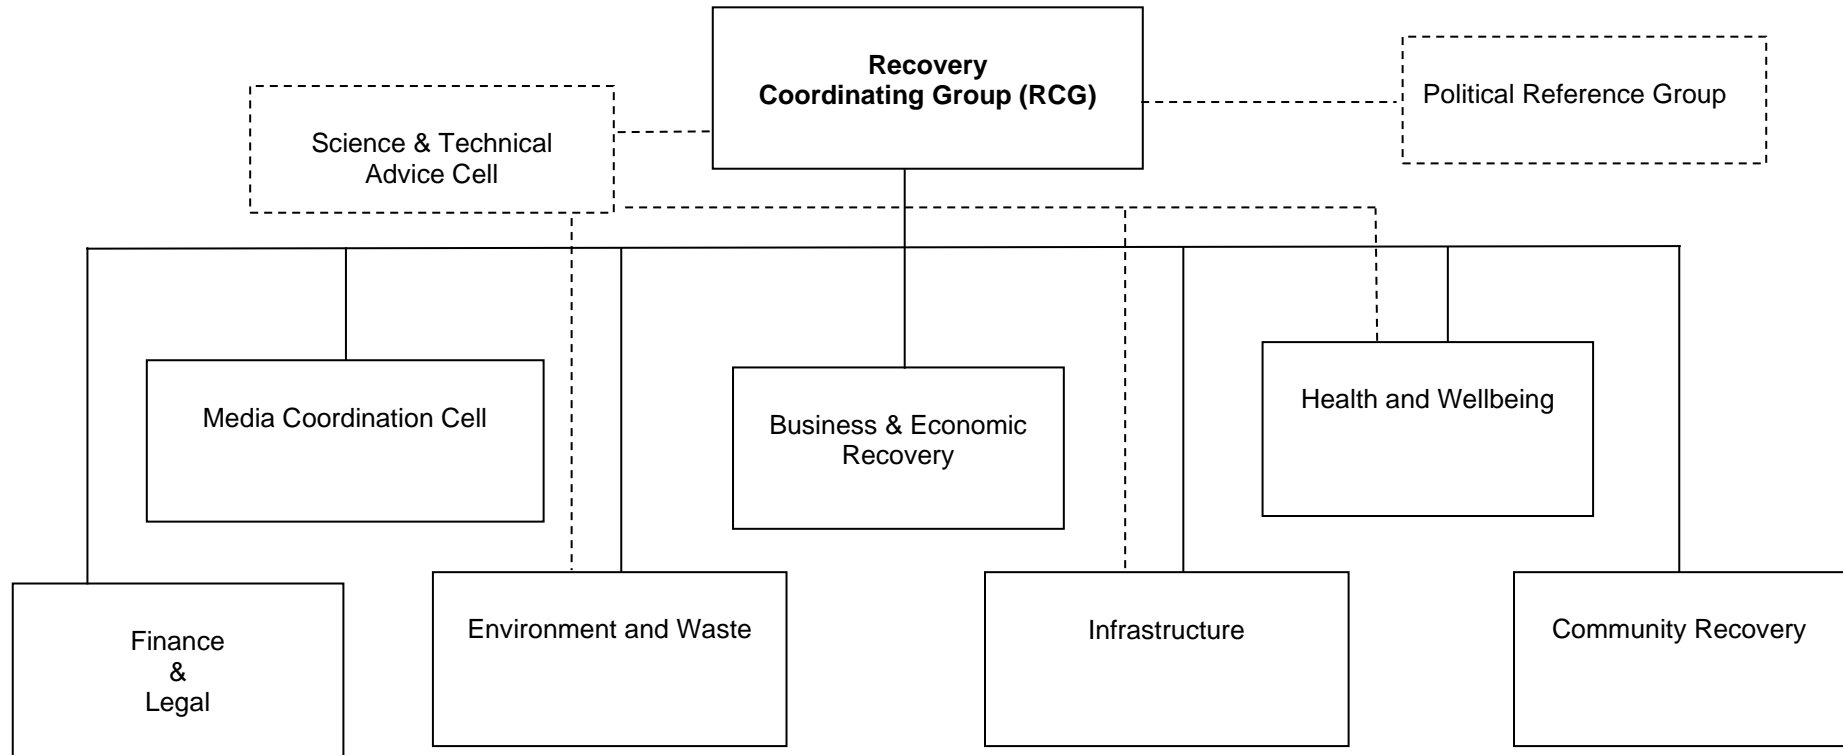 Recovery
Coordinating Group (RCG)
Political Reference Group
Science & Technical
Advice Cell
Media Coordination Cell
Business & Economic
Recovery
Health and Wellbeing
Finance
&
Legal
Environment and Waste
Infrastructure
Community Recovery